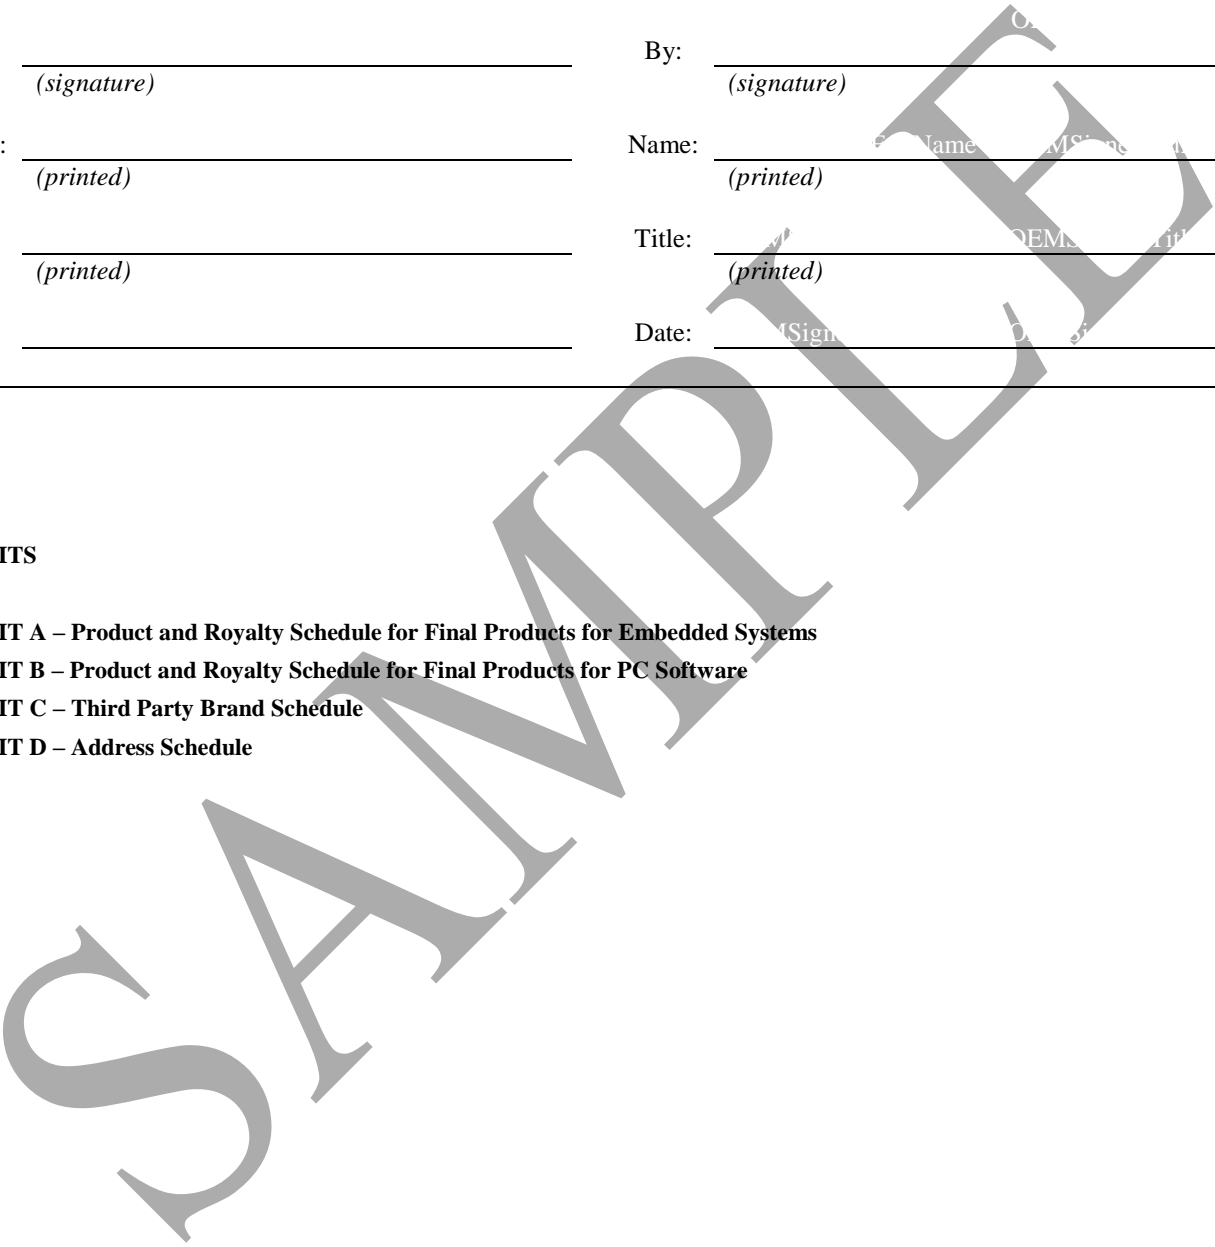 By:
(signature) (signature)
: Name:
(printed) (printed)
Title:
(printed) (printed)
Date:
ITS
IT A – Product and Royalty Schedule for Final Products for Embedded Systems
IT B – Product and Royalty Schedule for Final Products for PC Software
IT C – Third Party Brand Schedule
IT D – Address Schedule
SAMPLE